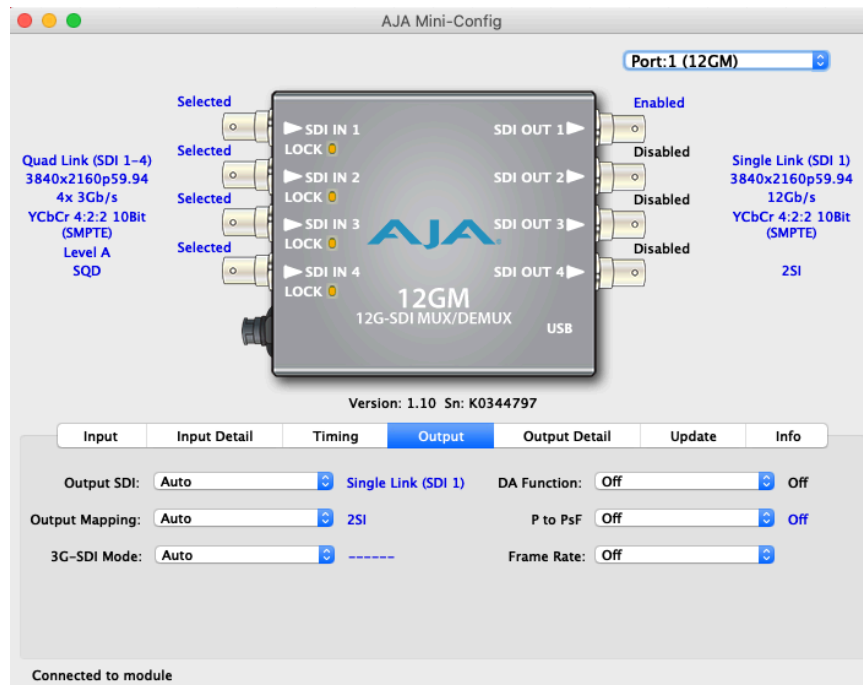 AJA Mini-Config
Port:1 (12GM)
Selected
Selected
Selected
Selected
Quad Link (SDI 1-4)
3840x2160p59.94
4x 3Gb/s
YCbCr 4:2:2 10Bit
(SMPTE)
Level A
SQD
SDI IN 1
LOCK
SDI IN 2
LOCK
SDI IN 3
LOCK
SDI IN 4
LOCK
AJA
12GM
12G-SDI MUX/DEMUX
SDI OUT 1
SDI OUT 2
SDI OUT 3
SDI OUT 4
USB
Enabled
Disabled
Disabled
Disabled
Single Link (SDI 1)
3840x2160p59.94
12Gb/s
YCbCr 4:2:2 10Bit
(SMPTE)
2SI
Version: 1.10 Sn: K0344797
Input Input Detail Timing Output Output Detail Update Info
Output SDI: Auto Single Link (SDI 1) DA Function: Off Off
Output Mapping: Auto 2SI P to PsF Off Off
3G-SDI Mode: Auto ------ Frame Rate: Off
Connected to module